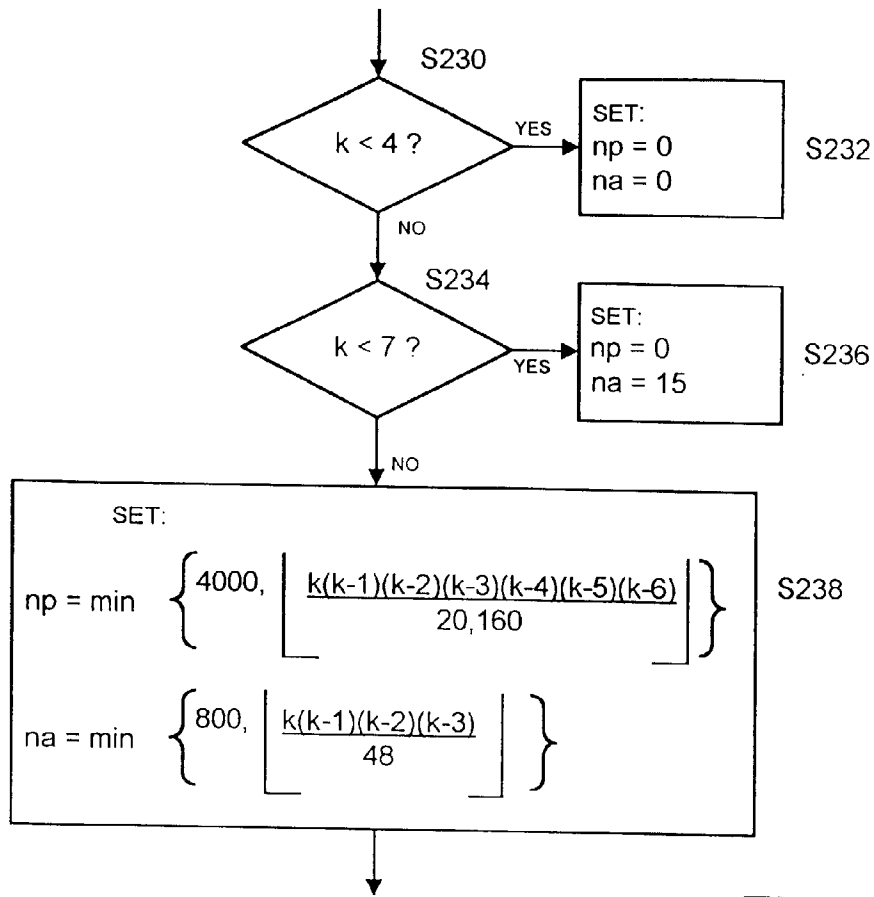 S230
k < 4 ?
YES
SET:
np = 0
na = 0
S232
NO
S234
k < 7 ?
YES
SET:
np = 0
na = 15
S236
NO
SET:
np = min { 4000, ⌊ k(k-1)(k-2)(k-3)(k-4)(k-5)(k-6) / 20,160 ⌋ }
S238
na = min { 800, ⌊ k(k-1)(k-2)(k-3) / 48 ⌋ }